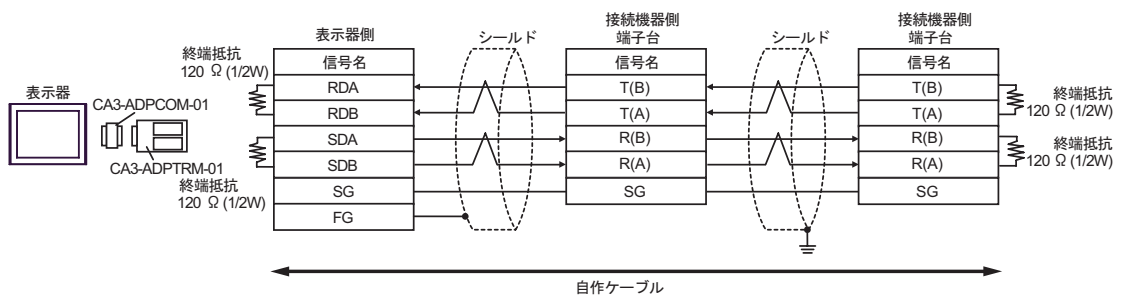 表示器
CA3-ADPCOM-01
CA3-ADPTRM-01
終端抵抗
120 Ω (1/2W)
終端抵抗
120 Ω (1/2W)
表示器側
信号名
RDA
RDB
SDA
SDB
SG
FG
シールド
接続機器側
端子台
信号名
T(B)
T(A)
R(B)
R(A)
SG
シールド
接続機器側
端子台
信号名
T(B)
T(A)
R(B)
R(A)
SG
終端抵抗
120 Ω (1/2W)
終端抵抗
120 Ω (1/2W)
自作ケーブル